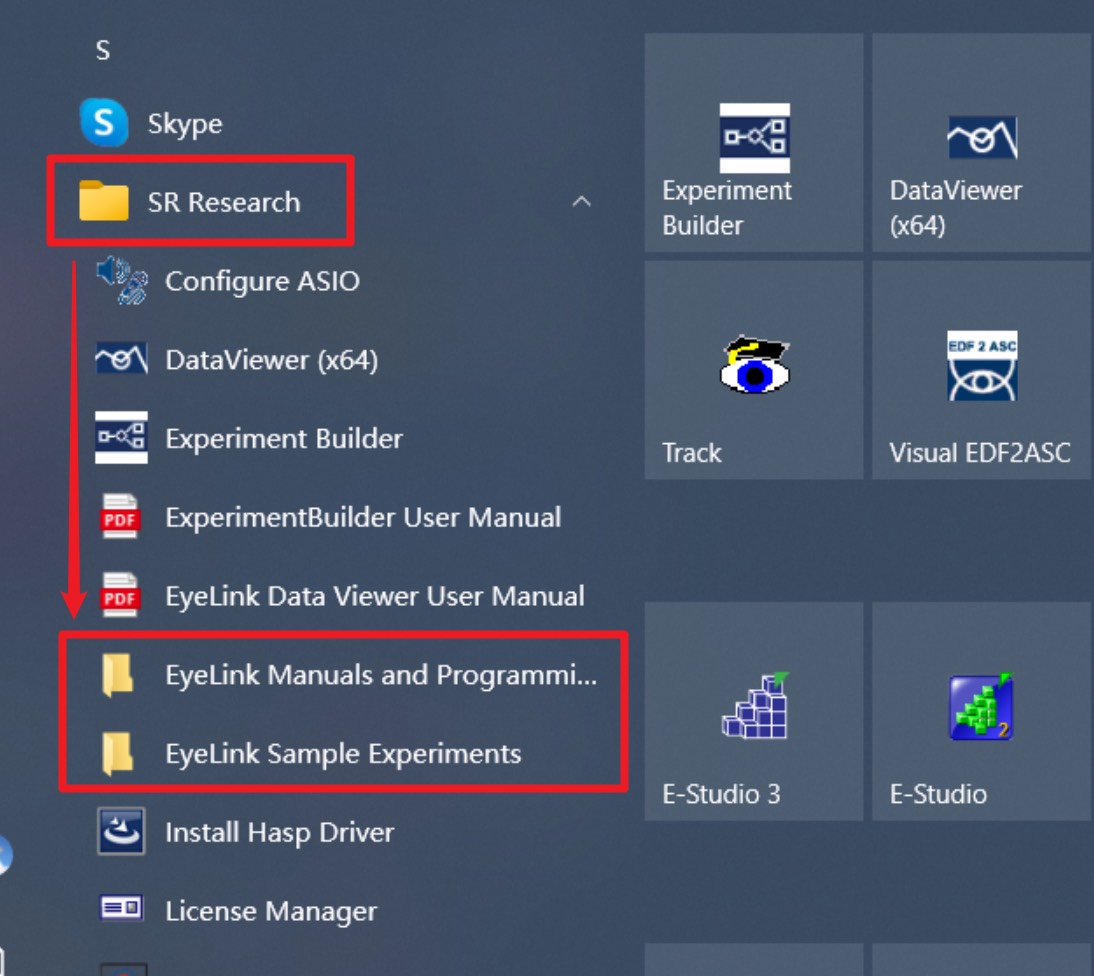 S
S
Skype
SR Research
Configure ASIO
DataViewer (x64)
Experiment Builder
PDF
ExperimentBuilder User Manual
PDF
EyeLink Data Viewer User Manual
EyeLink Manuals and Programmi...
EyeLink Sample Experiments
Install Hasp Driver
License Manager
Experiment
Builder
DataViewer
(x64)
Track
EDF 2 ASC
Visual EDF2ASC
E-Studio 3
2
E-Studio